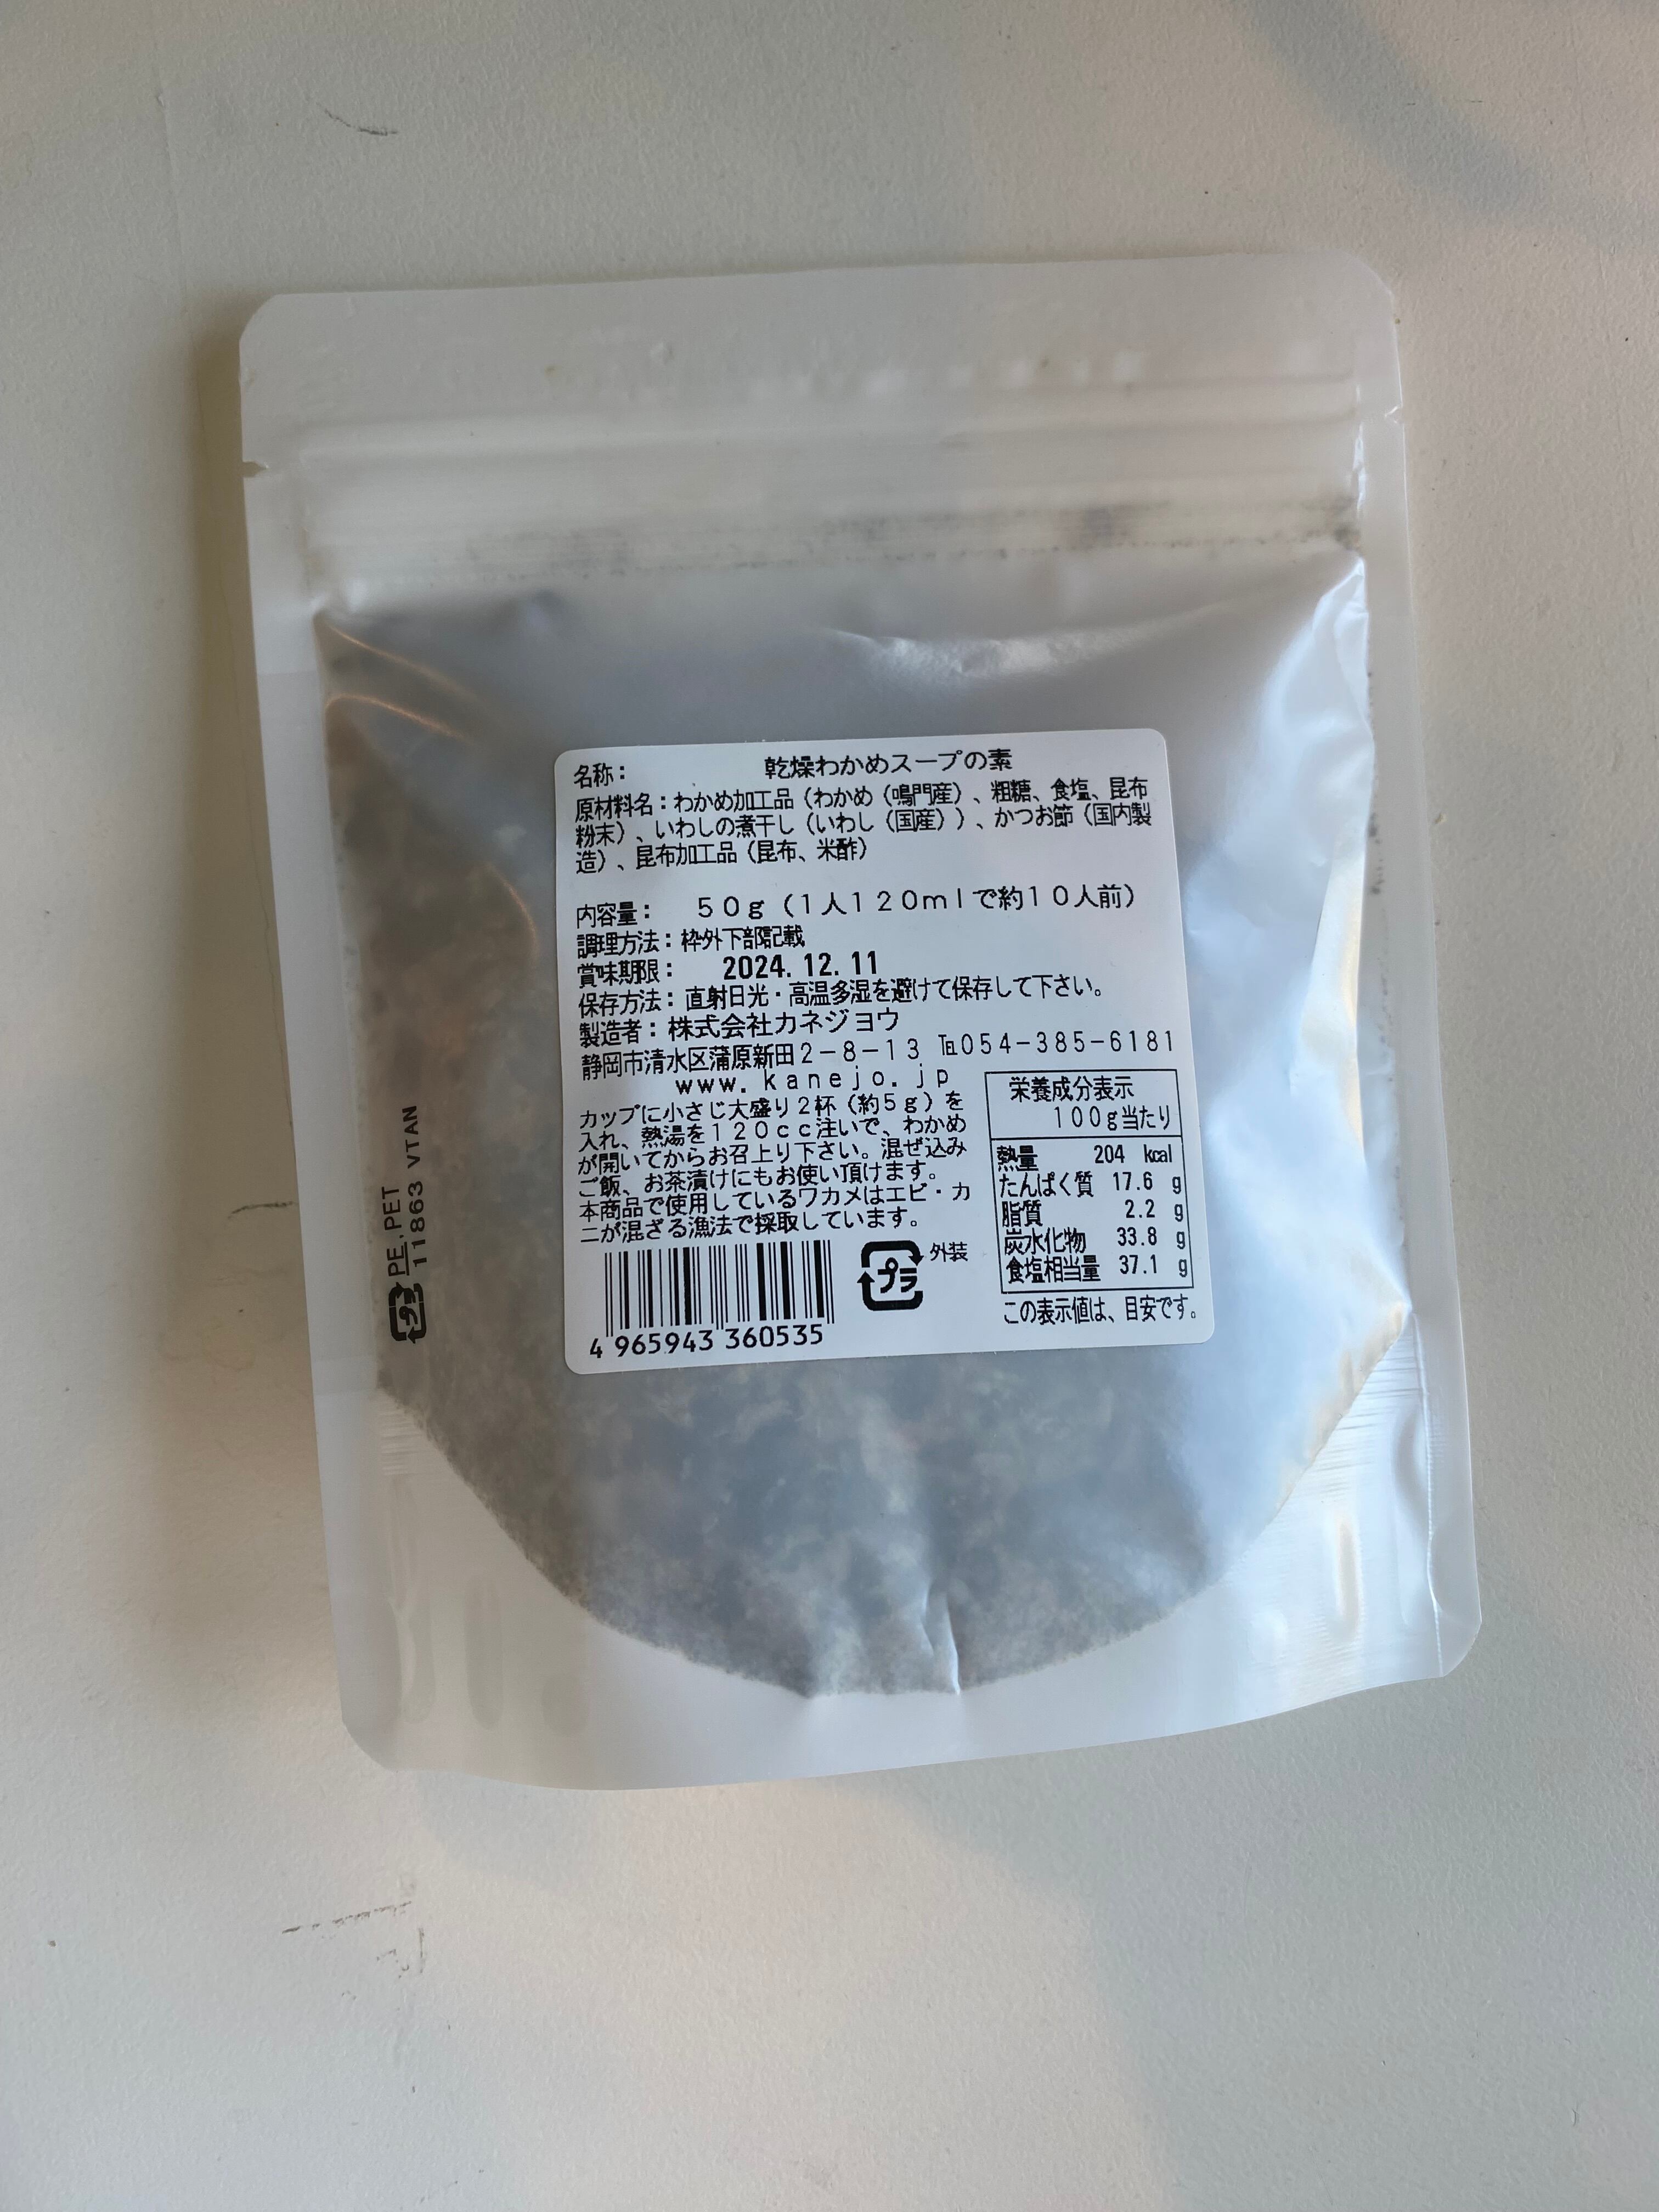 名称： 乾燥わかめスープの素
原材料名：わかめ加工品（わかめ（鳴門産）、粗糖、食塩、昆布
粉末）、いわしの煮干し（いわし（国産））、かつお節（国内製
造）、昆布加工品（昆布、米酢）
内容量： ５０ｇ（１人１２０ｍｌで約１０人前）
調理方法：枠外下部記載
賞味期限： 2024.12.11
保存方法：直射日光・高温多湿を避けて保存して下さい。
製造者：株式会社カネジョウ
静岡市清水区蒲原新田２－８－１３ ℡０５４－３８５－６１８１
ｗｗｗ．ｋａｎｅｊｏ．ｊｐ
カップに小さじ大盛り２杯（約５ｇ）を
入れ、熱湯を１２０ｃｃ注いで、わかめ
が開いてからお召上り下さい。混ぜ込み
ご飯、お茶漬けにもお使い頂けます。
本商品で使用しているワカメはエビ・カ
ニが混ざる漁法で採取しています。
栄養成分表示
１００ｇ当たり
熱量 204 kcal
たんぱく質 17.6 g
脂質 2.2 g
炭水化物 33.8 g
食塩相当量 37.1 g
この表示値は、目安です。
プラ 外装
4 965943 360535
プラ PE,PET
11863 VTAN